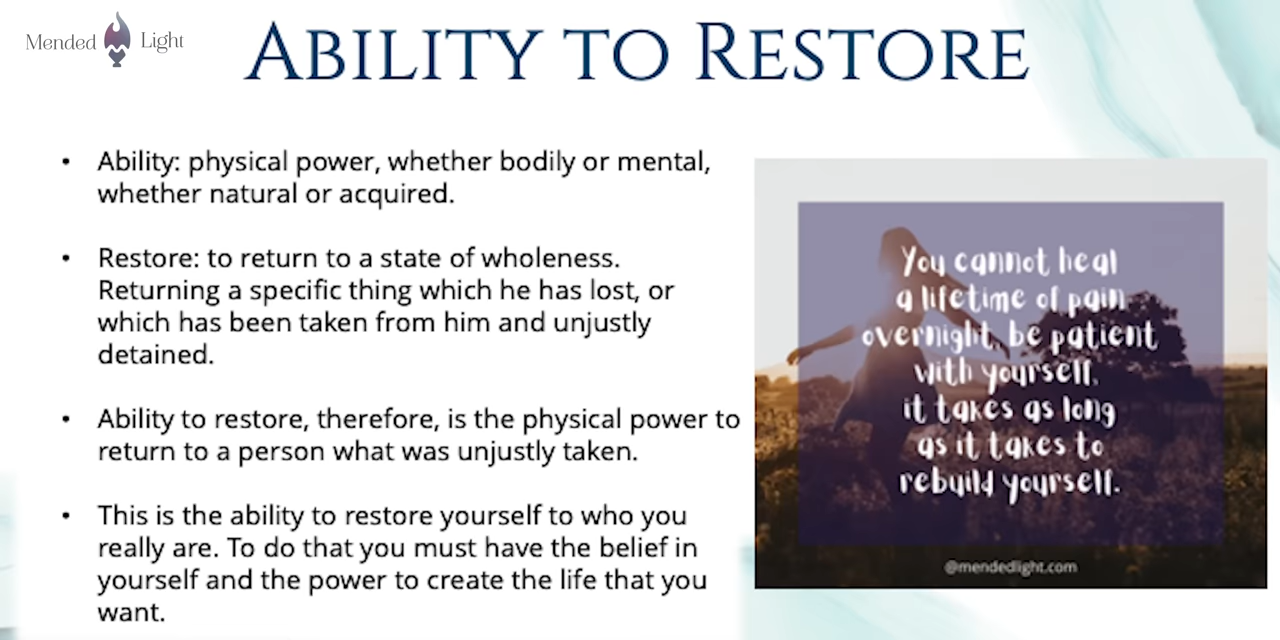 Mended Light
ABILITY TO RESTORE
• Ability: physical power, whether bodily or mental,
whether natural or acquired.
• Restore: to return to a state of wholeness.
Returning a specific thing which he has lost, or
which has been taken from him and unjustly
detained.
• Ability to restore, therefore, is the physical power to
return to a person what was unjustly taken.
• This is the ability to restore yourself to who you
really are. To do that you must have the belief in
yourself and the power to create the life that you
want.
You cannot heal
a lifetime of pain
overnight, be patient
with yourself,
it takes as long
as it takes to
rebuild yourself.
@mendedlight.com